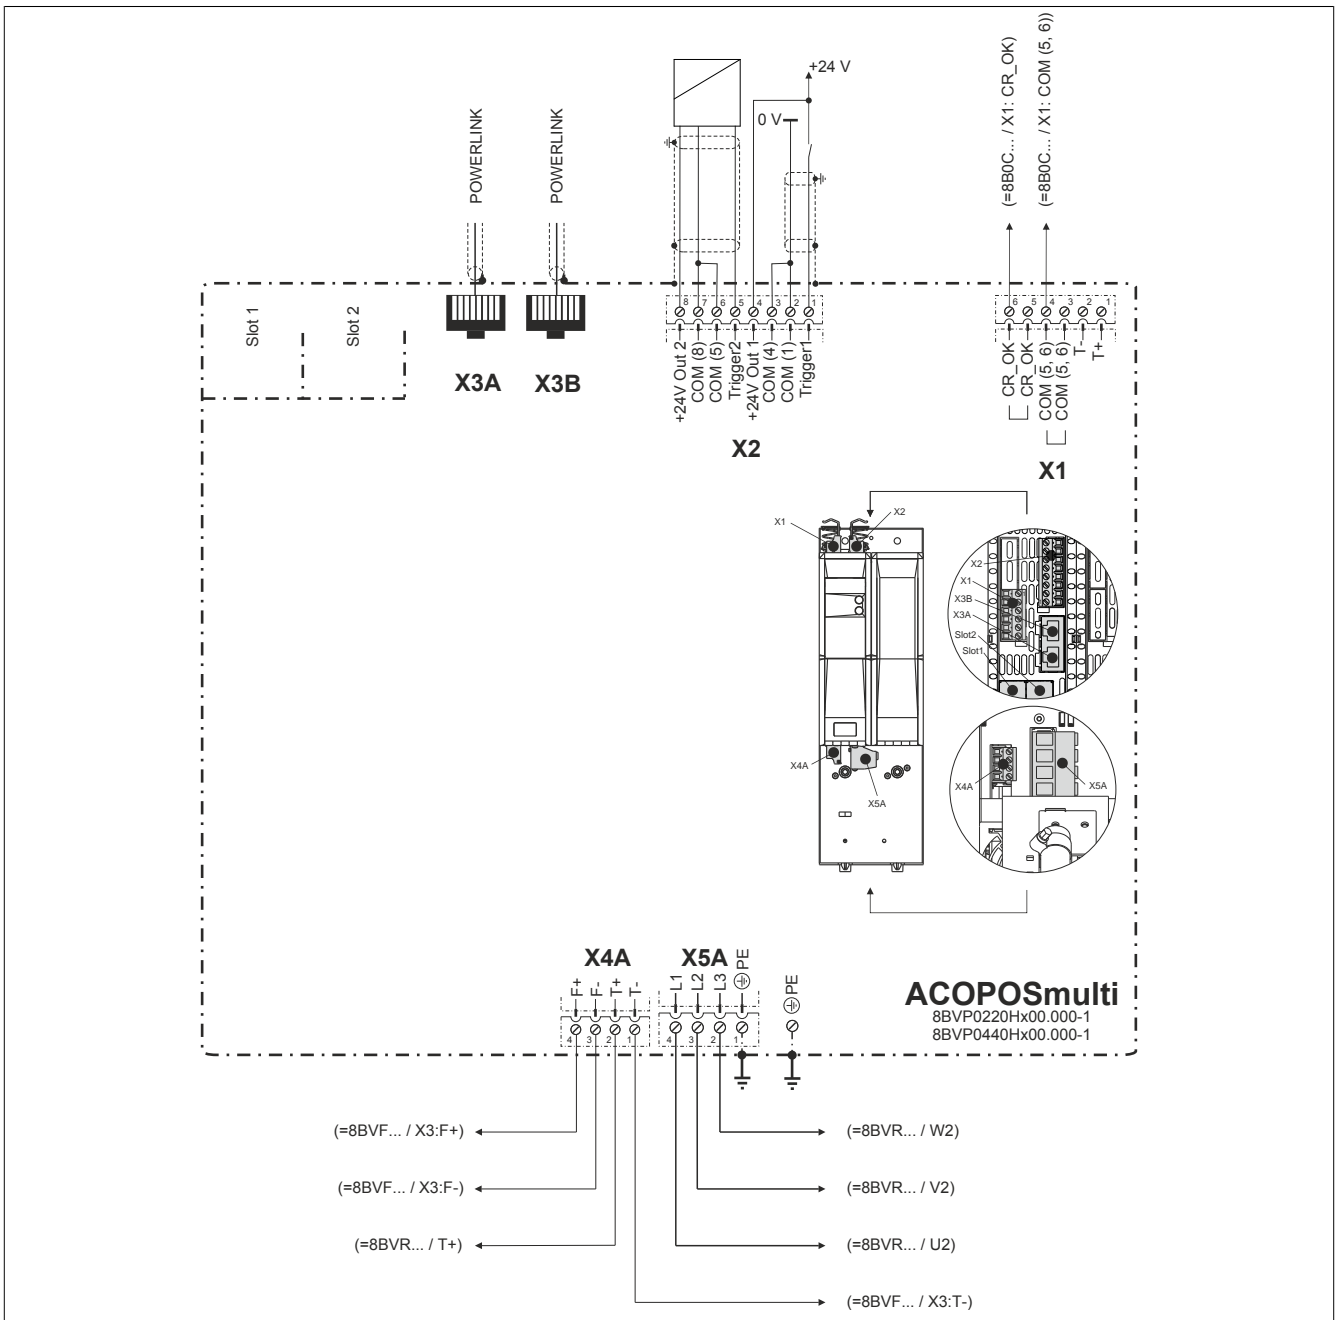 POWERLINK
POWERLINK
+24 V
0 V
(=8B0C... / X1: CR_OK)
(=8B0C... / X1: COM (5, 6))
Slot 1
Slot 2
X3A
X3B
8 7 6 5 4 3 2 1
+24V Out 2
COM (8)
COM (5)
Trigger2
+24V Out 1
COM (4)
COM (1)
Trigger1
X2
6 5 4 3 2 1
CR_OK
CR_OK
COM (5, 6)
COM (5, 6)
T-
T+
X1
X1
X2
X2
X1
X3B
X3A
Slot2
Slot1
X4A
X5A
X4A
X5A
X4A
F+
F-
T+
T-
4 3 2 1
X5A
L1
L2
L3
PE
4 3 2 1
PE
ACOPOSmulti
8BVP0220Hx00.000-1
8BVP0440Hx00.000-1
(=8BVF... / X3:F+)
(=8BVR... / W2)
(=8BVF... / X3:F-)
(=8BVR... / V2)
(=8BVR... / T+)
(=8BVR... / U2)
(=8BVF... / X3:T-)